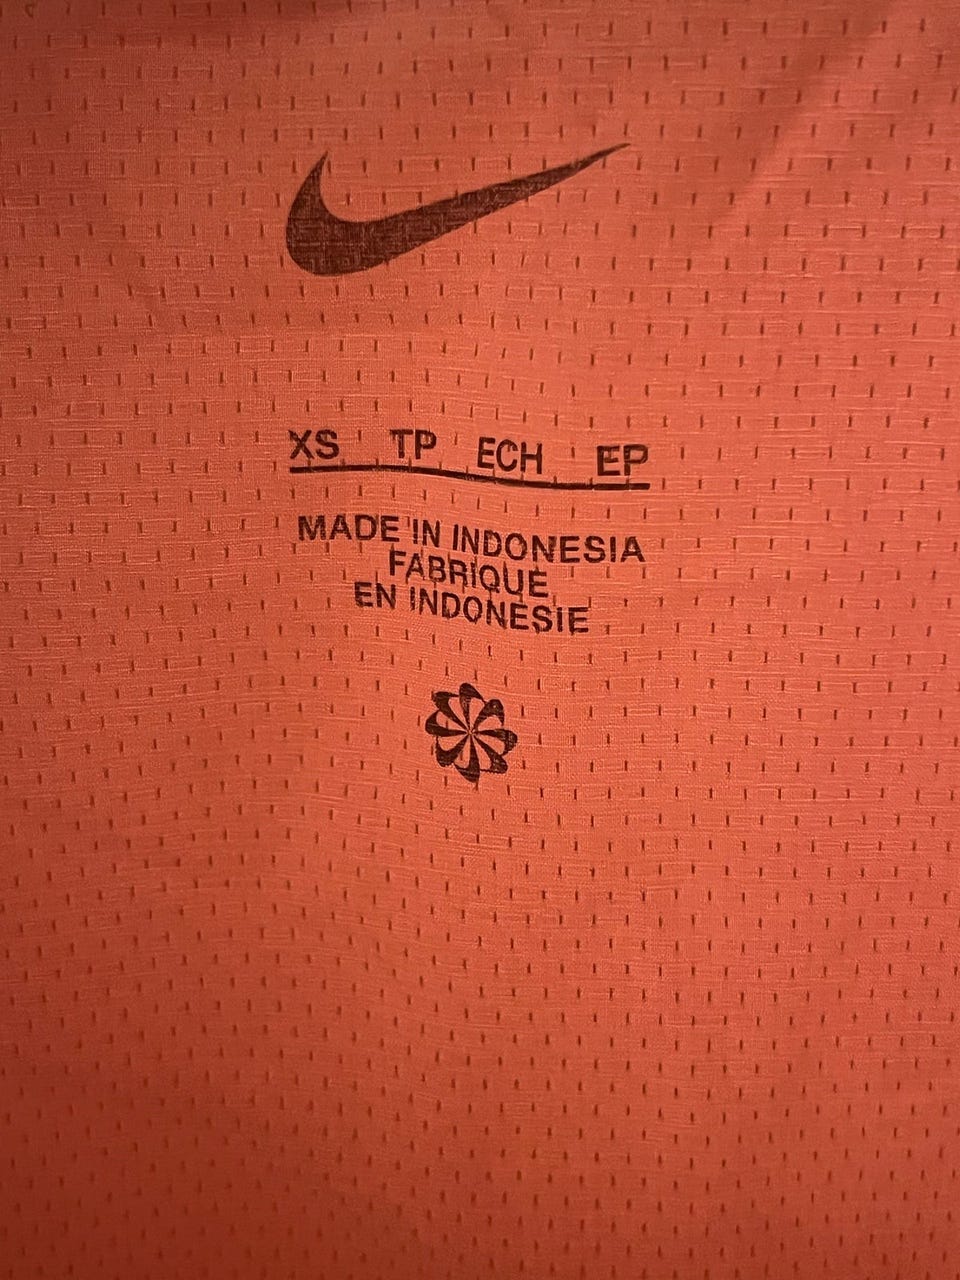 XS TP ECH EP
MADE IN INDONESIA
FABRIQUE
EN INDONESIE